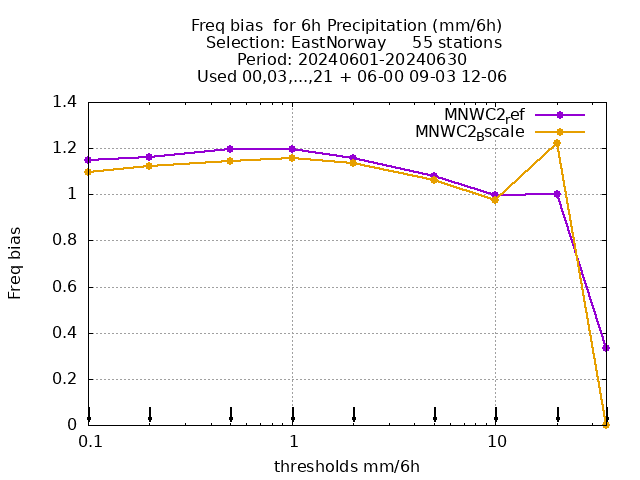 Freq bias  for 6h Precipitation (mm/6h)
Selection: EastNorway     55 stations
Period: 20240601-20240630
Used 00,03,...,21 + 06-00 09-03 12-06
MNWC2ref
MNWC2Bscale
1.4
1.2
1
0.8
0.6
0.4
0.2
0
Freq bias
0.1
1
10
thresholds mm/6h